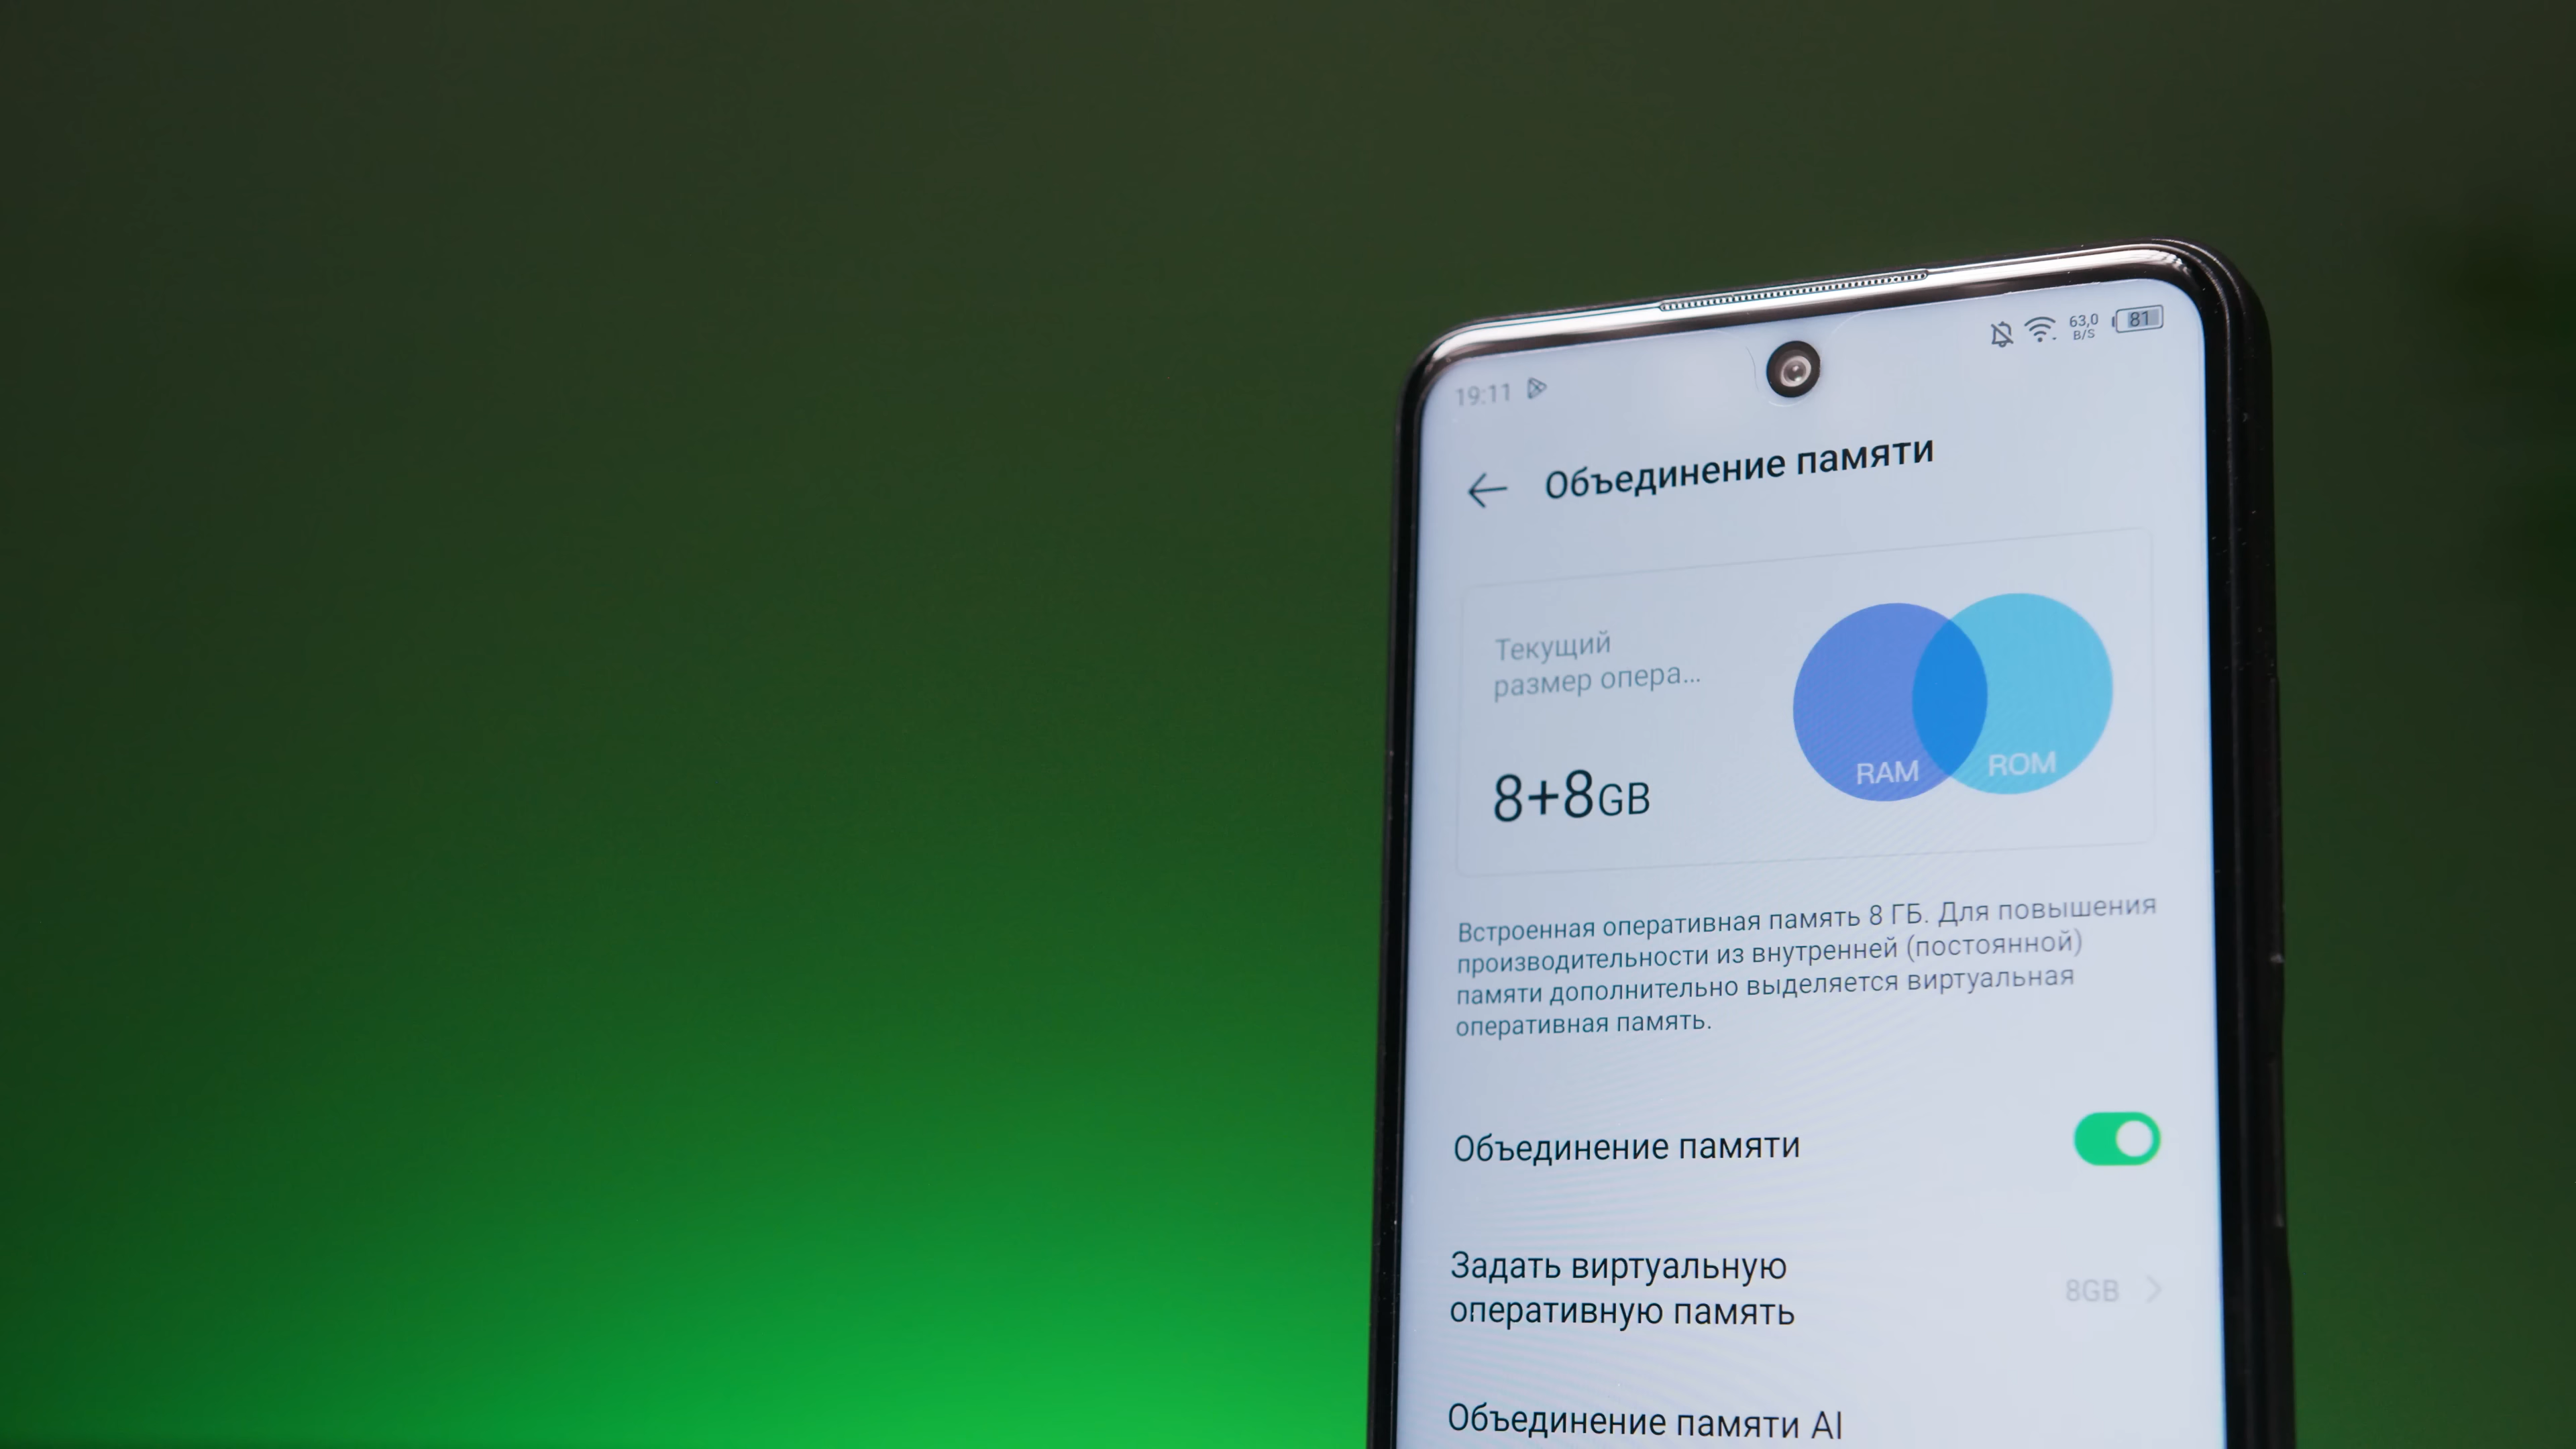 19:11
63,0
B/S
81
Объединение памяти
Текущий
размер опера...
8+8GB
RAM
ROM
Встроенная оперативная память 8 ГБ. Для повышения
производительности из внутренней (постоянной)
памяти дополнительно выделяется виртуальная
оперативная память.
Объединение памяти
Задать виртуальную
оперативную память
8GB
Объединение памяти AI